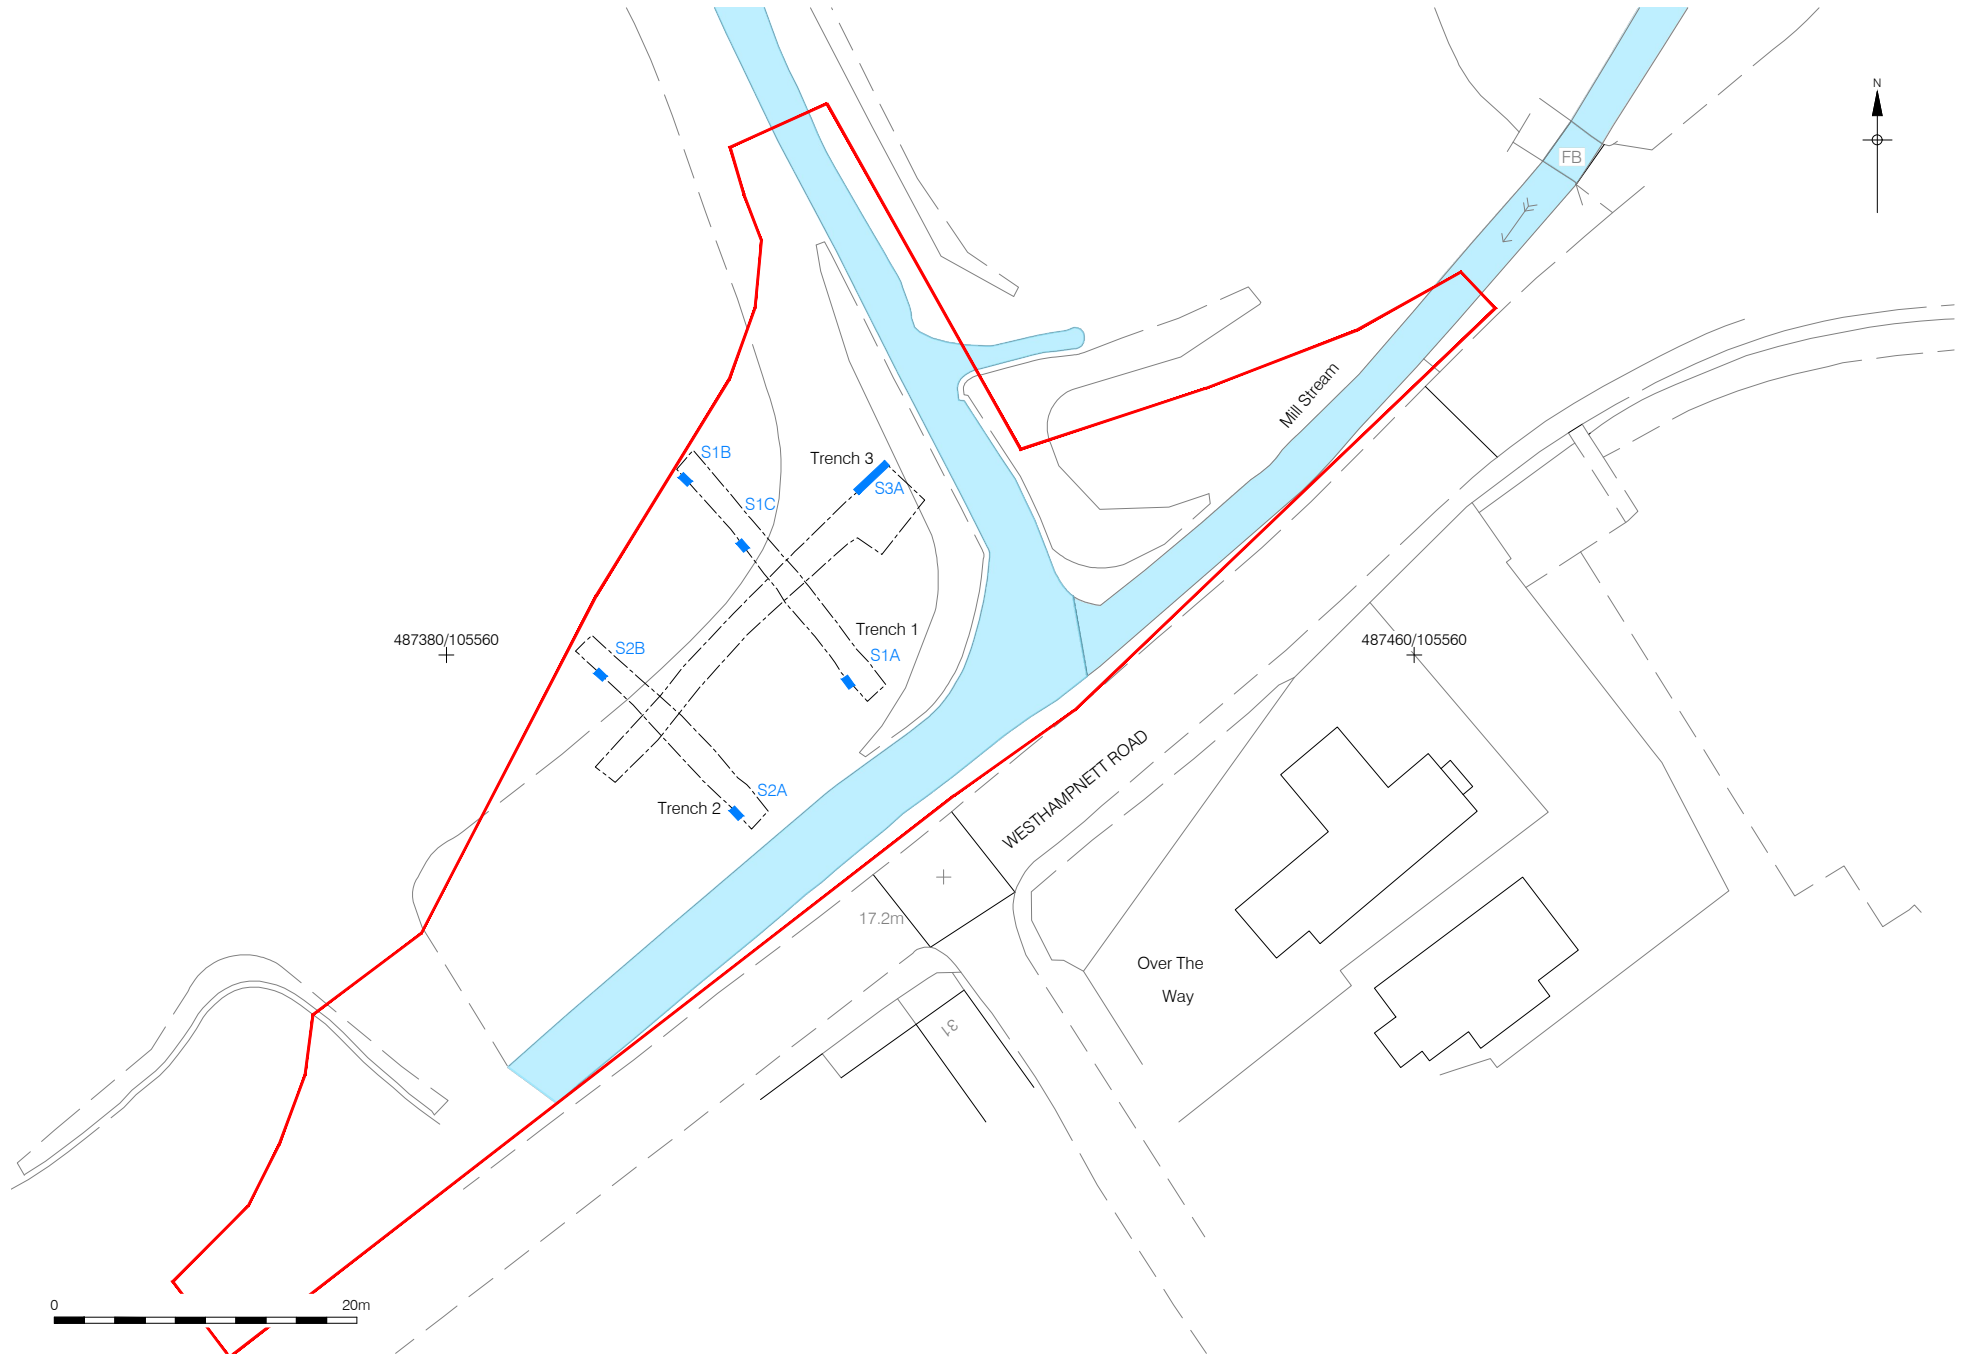 N
FB
Mill Stream
S1B
Trench 3
S3A
S1C
487380/105560
Trench 1
487460/105560
S2B
S1A
WESTHAMPNETT ROAD
S2A
Trench 2
17.2m
Over The
Way
31
0
20m